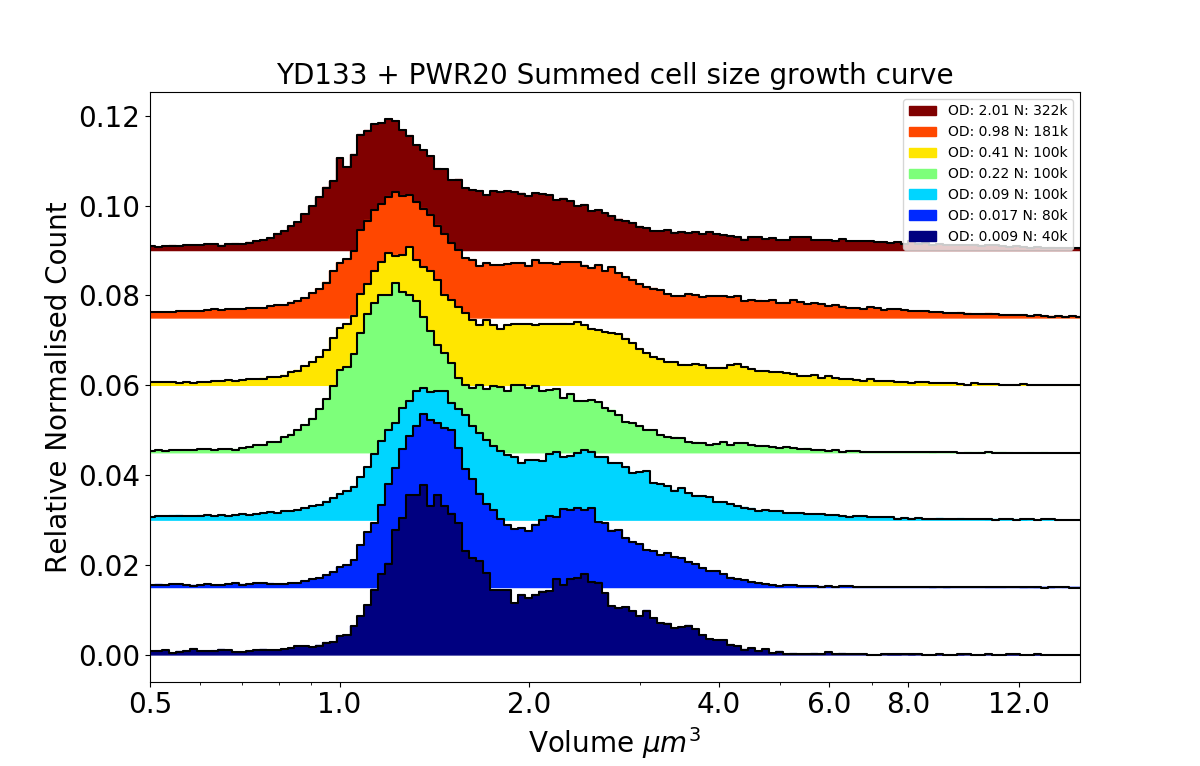 YD133 + PWR20 Summed cell size growth curve
Relative Normalised Count
0.12
0.10
0.08
0.06
0.04
0.02
0.00
OD: 2.01 N: 322k
OD: 0.98 N: 181k
OD: 0.41 N: 100k
OD: 0.22 N: 100k
OD: 0.09 N: 100k
OD: 0.017 N: 80k
OD: 0.009 N: 40k
0.5 1.0 2.0 4.0 6.0 8.0 12.0
Volume μm³